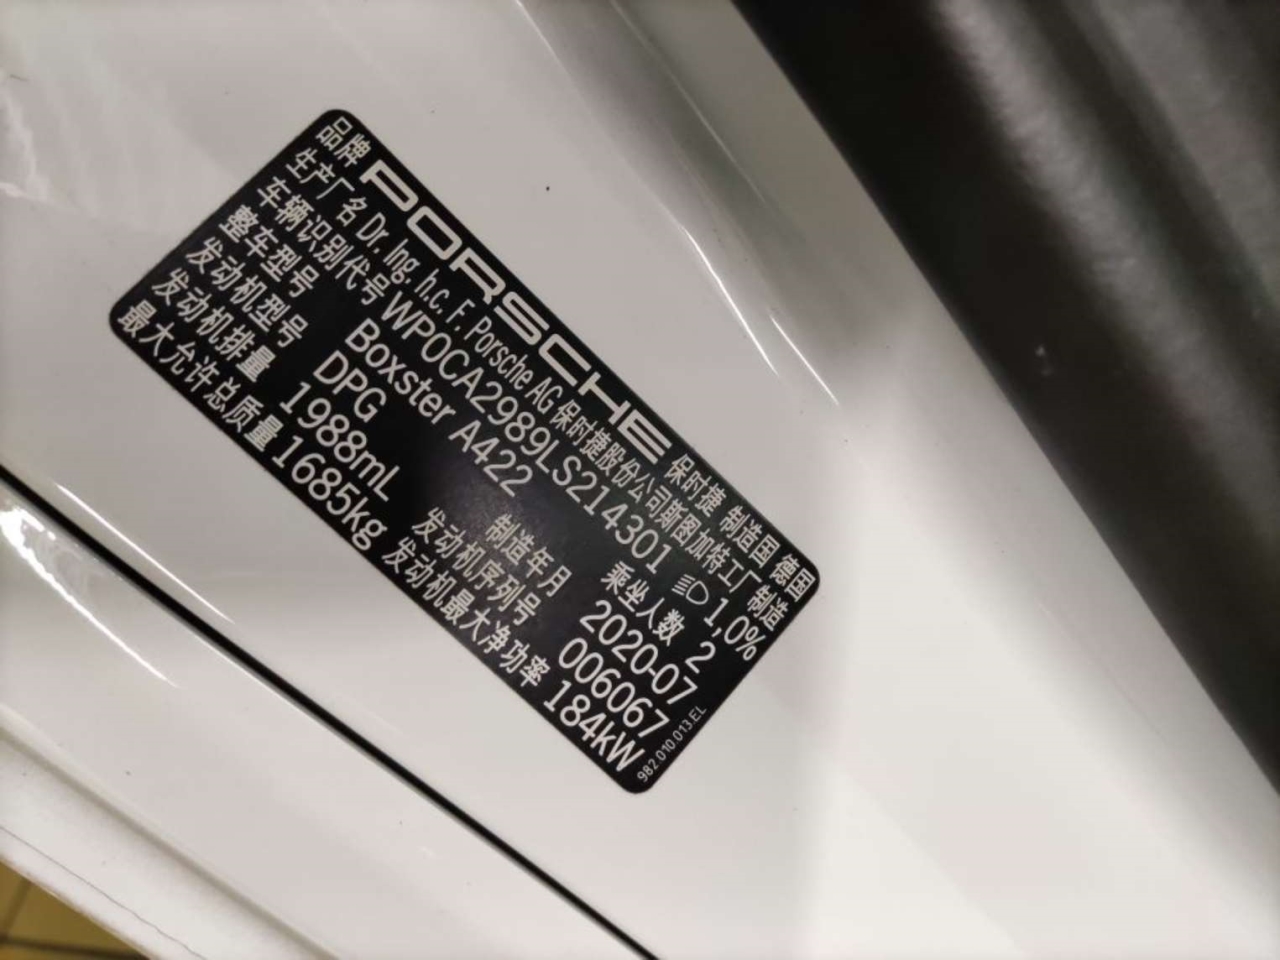 品牌 PORSCHE 保时捷 制造国 德国
生产厂名 Dr. Ing. h.c. F. Porsche AG 保时捷股份公司斯图加特工厂制造
车辆识别代号 WP0CA2989LS214301 1,0%
整车型号 Boxster A422 乘坐人数 2
发动机型号 DPG 制造年月 2020-07
发动机排量 1988mL 发动机序列号 006067
最大允许总质量 1685kg 发动机最大净功率 184kW
982.010.013.EL